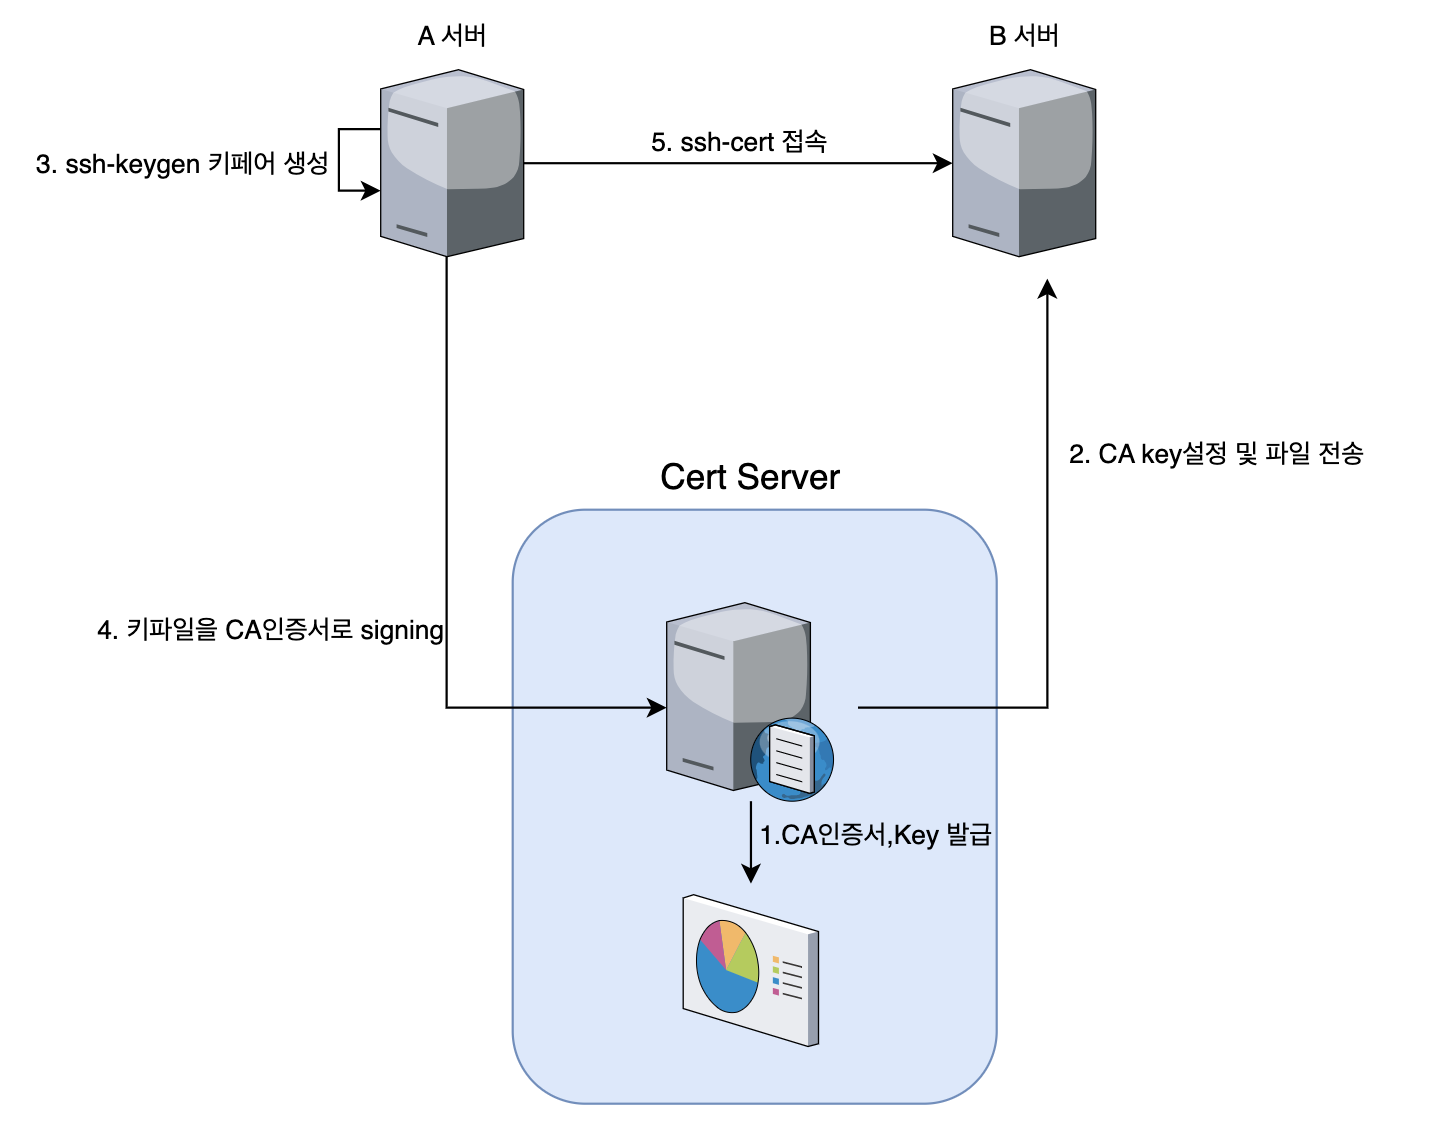 A 서버
B 서버
5. ssh-cert 접속
3. ssh-keygen 키페어 생성
2. CA key설정 및 파일 전송
Cert Server
4. 키파일을 CA인증서로 signing
1.CA인증서,Key 발급